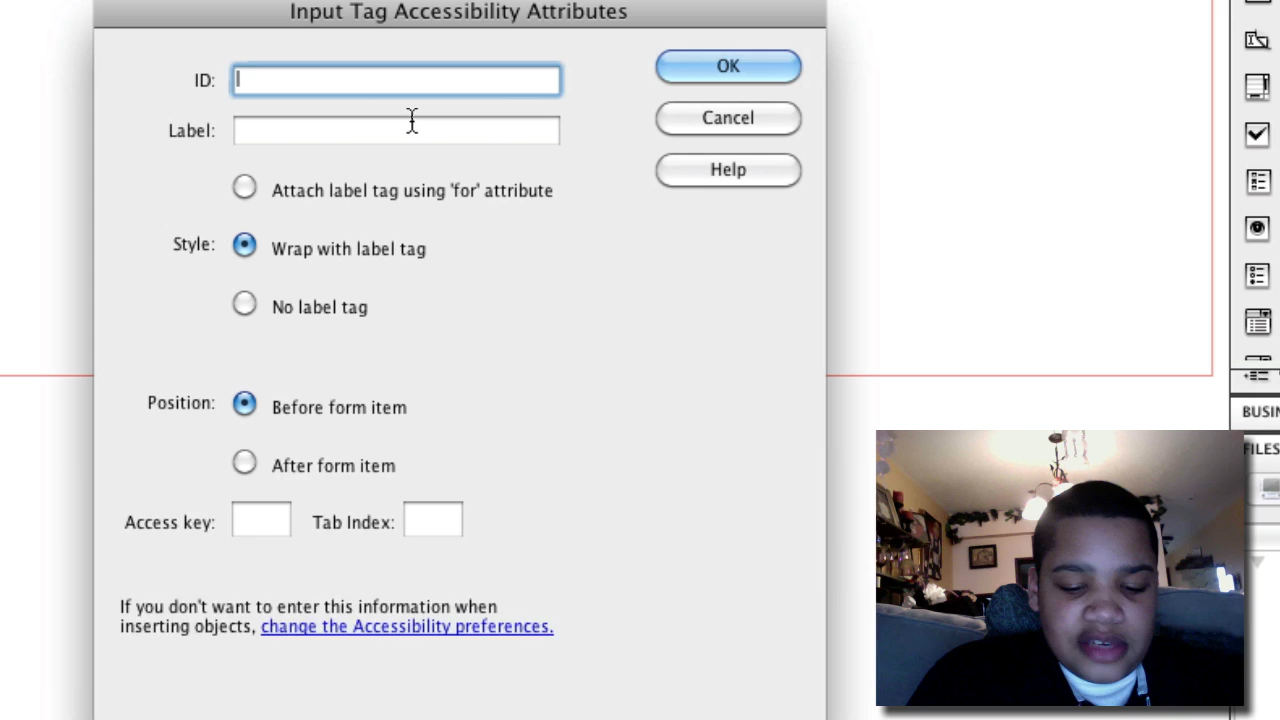 Input Tag Accessibility Attributes
ID:
OK
Label:
Cancel
Help
Attach label tag using 'for' attribute
Style:
Wrap with label tag
No label tag
Position:
Before form item
After form item
Access key:
Tab Index:
If you don't want to enter this information when
inserting objects, change the Accessibility preferences.
BUSIN
FILES